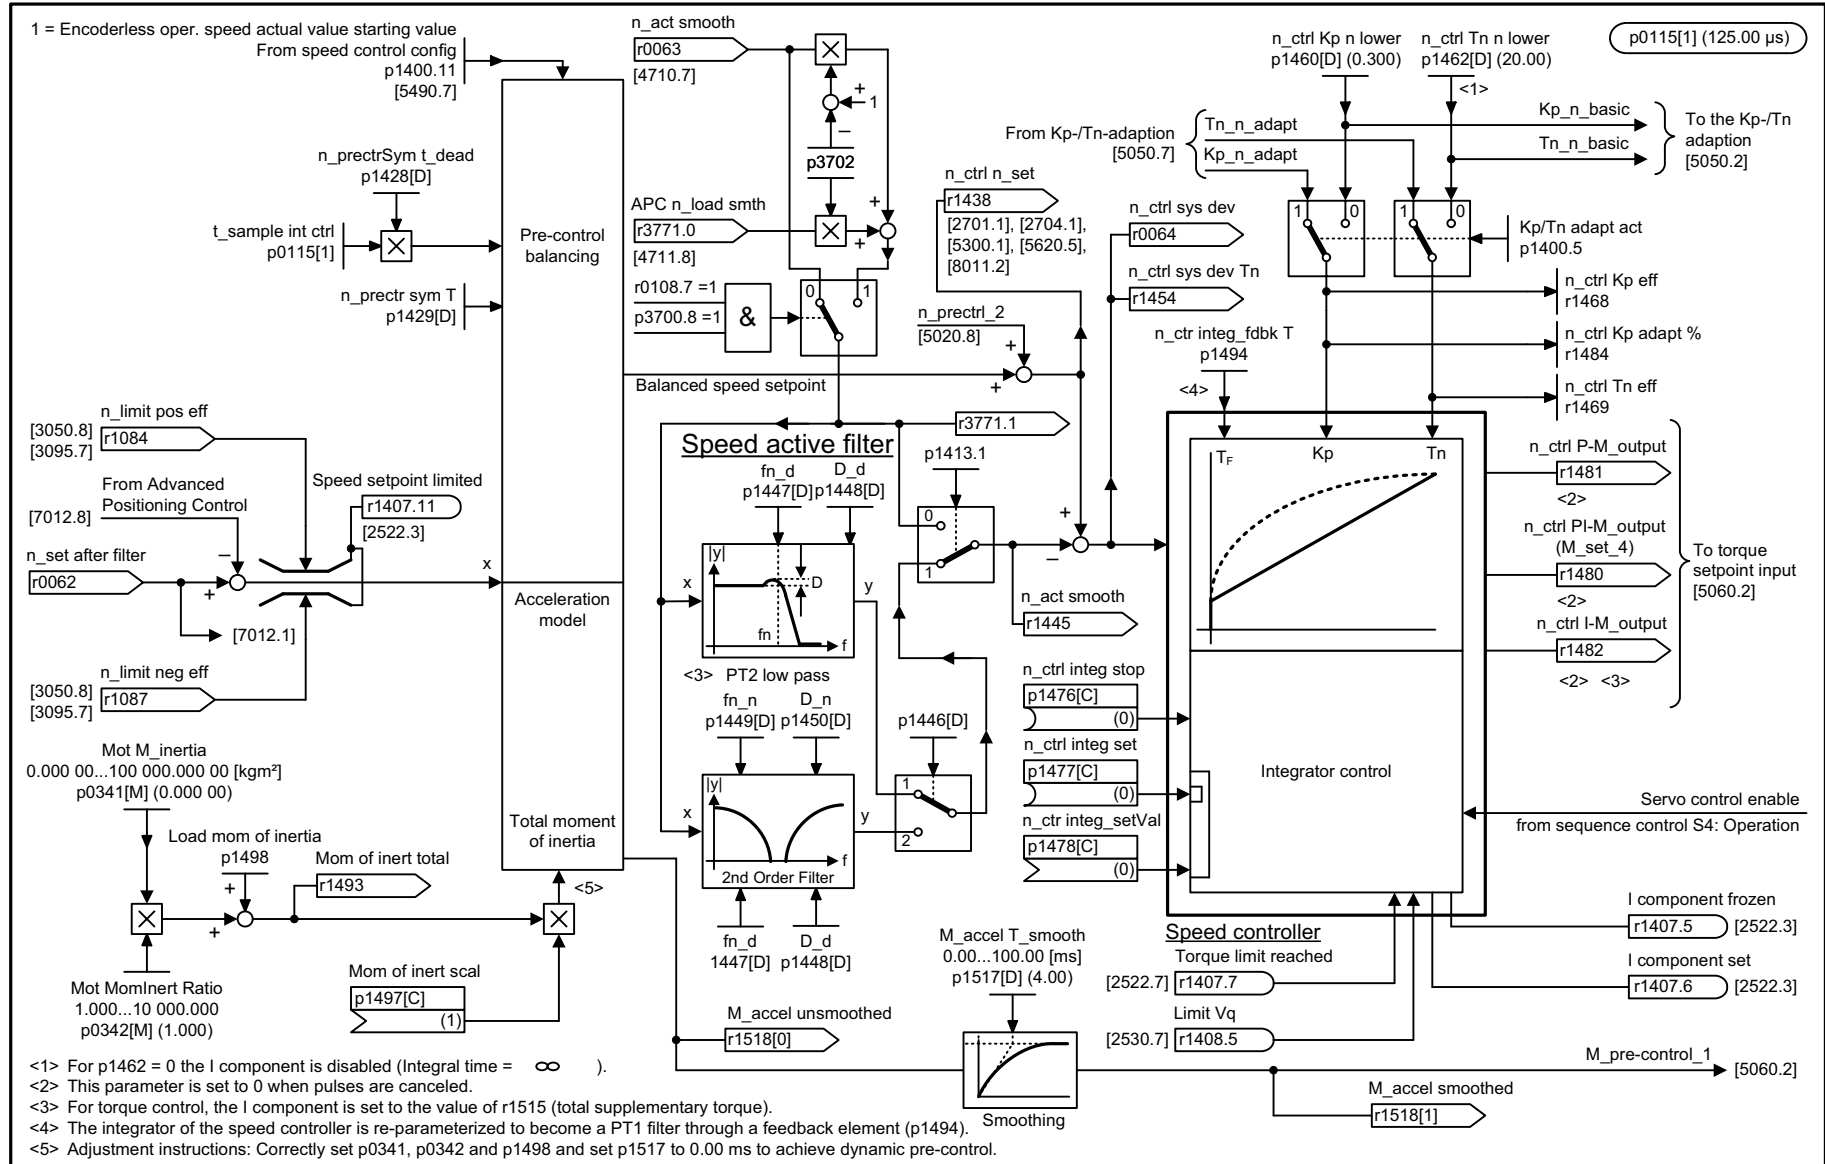 1 = Encoderless oper. speed actual value starting value
From speed control config
p1400.11
[5490.7]
n_prectrSym t_dead
p1428[D]
t_sample int ctrl
p0115[1]
n_prectr sym T
p1429[D]
Pre-control
balancing
Acceleration
model
Total moment
of inertia
n_act smooth
r0063
[4710.7]
+
1
–
p3702
APC n_load smth
r3771.0
[4711.8]
+
+
r0108.7 =1
p3700.8 =1
&
0
1
n_ctrl n_set
r1438
[2701.1], [2704.1],
[5300.1], [5620.5],
[8011.2]
n_prectrl_2
[5020.8]
+
+
Balanced speed setpoint
n_ctrl sys dev
r0064
n_ctrl sys dev Tn
r1454
n_ctr integ_fdbk T
p1494
<4>
n_ctrl Kp n lower
p1460[D] (0.300)
n_ctrl Tn n lower
p1462[D] (20.00)
<1>
p0115[1] (125.00 µs)
From Kp-/Tn-adaption
[5050.7]
Tn_n_adapt
Kp_n_adapt
Kp_n_basic
Tn_n_basic
To the Kp-/Tn
adaption
[5050.2]
1
0
1
0
Kp/Tn adapt act
p1400.5
n_ctrl Kp eff
r1468
n_ctrl Kp adapt %
r1484
n_ctrl Tn eff
r1469
n_limit pos eff
[3050.8]
[3095.7]
r1084
From Advanced
Positioning Control
[7012.8]
Speed setpoint limited
r1407.11
[2522.3]
n_set after filter
r0062
–
+
x
[7012.1]
n_limit neg eff
[3050.8]
[3095.7]
r1087
r3771.1
Speed active filter
fn_d
p1447[D]
D_d
p1448[D]
|y|
D
x
y
fn
f
<3> PT2 low pass
p1413.1
0
1
+
–
n_act smooth
r1445
fn_n
p1449[D]
D_n
p1450[D]
|y|
x
y
f
2nd Order Filter
fn_d
1447[D]
D_d
p1448[D]
p1446[D]
1
2
TF
Kp
Tn
Integrator control
n_ctrl P-M_output
r1481
<2>
n_ctrl PI-M_output
(M_set_4)
r1480
<2>
n_ctrl I-M_output
r1482
<2> <3>
To torque
setpoint input
[5060.2]
n_ctrl integ stop
p1476[C]
(0)
n_ctrl integ set
p1477[C]
(0)
n_ctr integ_setVal
p1478[C]
(0)
Servo control enable
from sequence control S4: Operation
Mot M_inertia
0.000 00...100 000.000 00 [kgm²]
p0341[M] (0.000 00)
Load mom of inertia
p1498
+
+
Mom of inert total
r1493
<5>
Mot MomInert Ratio
1.000...10 000.000
p0342[M] (1.000)
Mom of inert scal
p1497[C]
(1)
M_accel unsmoothed
r1518[0]
M_accel T_smooth
0.00...100.00 [ms]
p1517[D] (4.00)
Smoothing
Speed controller
Torque limit reached
[2522.7]
r1407.7
Limit Vq
[2530.7]
r1408.5
I component frozen
r1407.5
[2522.3]
I component set
r1407.6
[2522.3]
M_pre-control_1
[5060.2]
M_accel smoothed
r1518[1]
<1> For p1462 = 0 the I component is disabled (Integral time = ∞ ).
<2> This parameter is set to 0 when pulses are canceled.
<3> For torque control, the I component is set to the value of r1515 (total supplementary torque).
<4> The integrator of the speed controller is re-parameterized to become a PT1 filter through a feedback element (p1494).
<5> Adjustment instructions: Correctly set p0341, p0342 and p1498 and set p1517 to 0.00 ms to achieve dynamic pre-control.